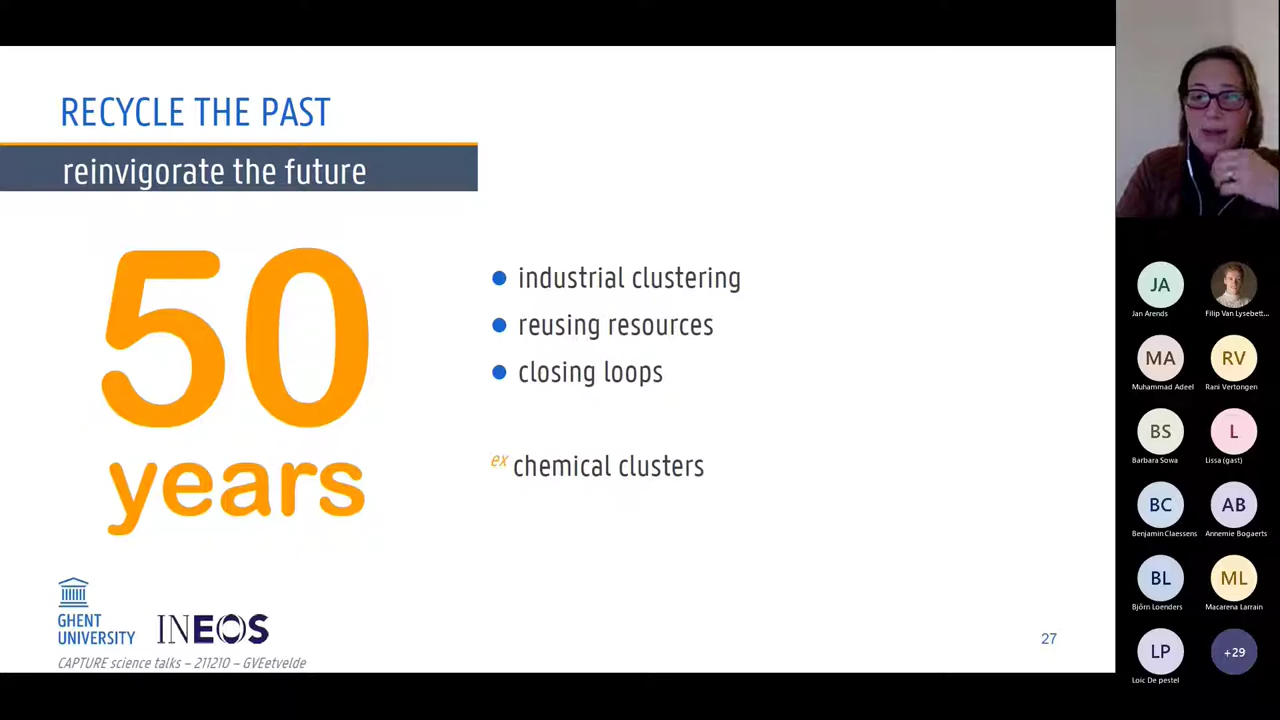 RECYCLE THE PAST
reinvigorate the future
50
years
industrial clustering
reusing resources
closing loops
ex chemical clusters
GHENT
UNIVERSITY
INEOS
CAPTURE science talks – 211210 – GVEetvelde
27
JA
Jan Arends
Filip Van Lysebett...
MA
Muhammad Adeel
RV
Rani Vertongen
BS
Barbara Sowa
L
Lissa (gast)
BC
Benjamin Claessens
AB
Annemie Bogaerts
BL
Björn Loenders
ML
Macarena Larrain
LP
Loic De pestel
+29